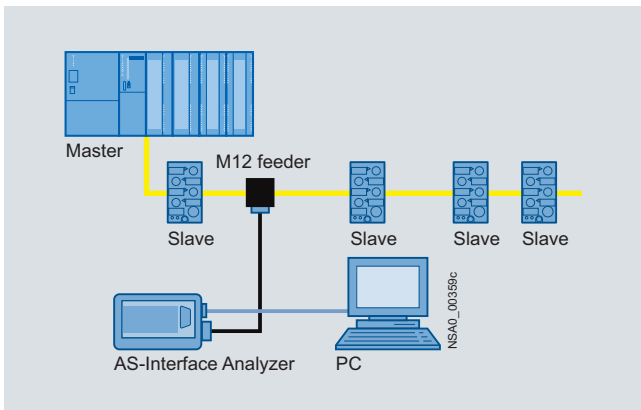 Master
M12 feeder
Slave
Slave
Slave
Slave
NSA0_00359c
AS-Interface Analyzer
PC